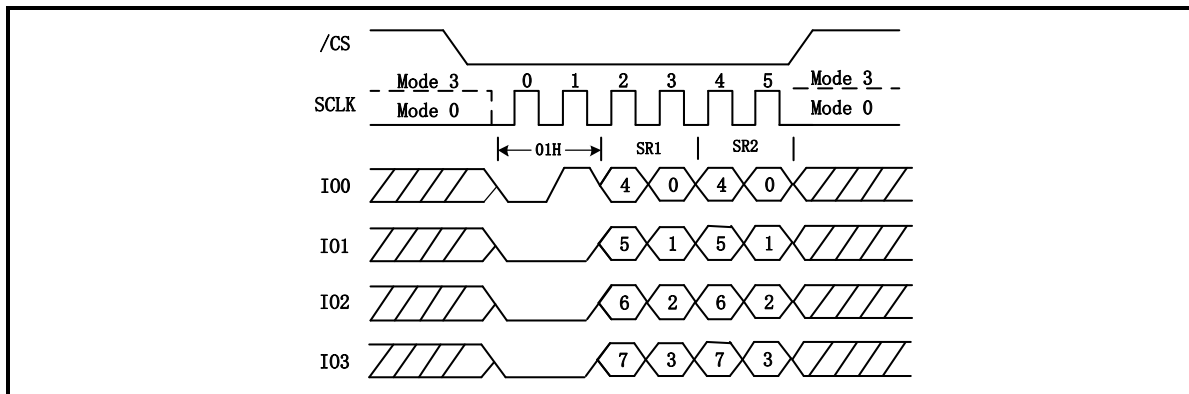 /CS
Mode 3 0 1 2 3 4 5 Mode 3
SCLK
Mode 0 Mode 0
01H SR1 SR2
IO0 4 0 4 0
IO1 5 1 5 1
IO2 6 2 6 2
IO3 7 3 7 3